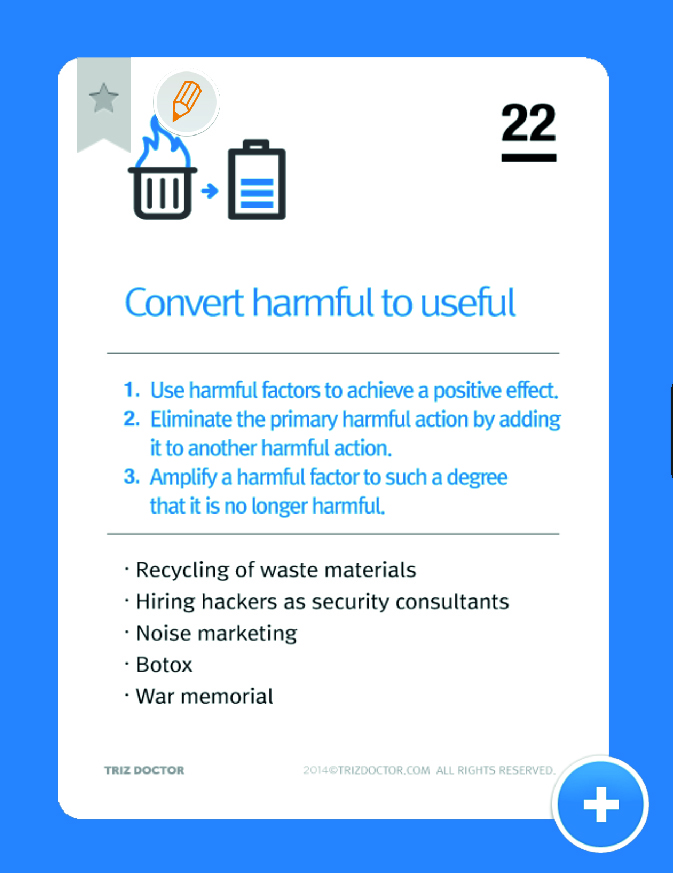 22
Convert harmful to useful
1. Use harmful factors to achieve a positive effect.
2. Eliminate the primary harmful action by adding
it to another harmful action.
3. Amplify a harmful factor to such a degree
that it is no longer harmful.
· Recycling of waste materials
· Hiring hackers as security consultants
· Noise marketing
· Botox
· War memorial
TRIZ DOCTOR 2014©TRIZDOCTOR.COM ALL RIGHTS RESERVED.